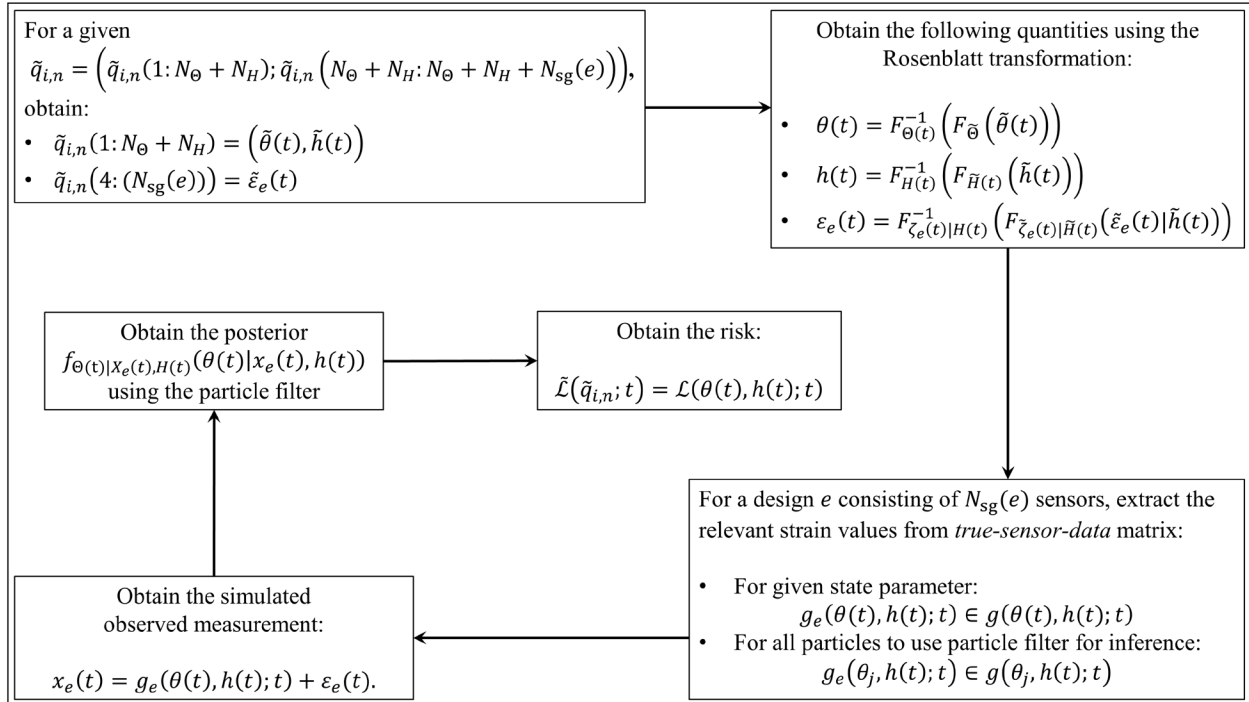 For a given
q̃ᵢ,ₙ = (q̃ᵢ,ₙ(1: N_Θ + N_H); q̃ᵢ,ₙ (N_Θ + N_H: N_Θ + N_H + N_sg(e))),
obtain:
• q̃ᵢ,ₙ(1: N_Θ + N_H) = (θ̃(t), h̃(t))
• q̃ᵢ,ₙ(4: (N_sg(e))) = ε̃_e(t)
Obtain the following quantities using the
Rosenblatt transformation:
• θ(t) = F_{Θ(t)}^{-1} (F_{Θ̃} (θ̃(t)))
• h(t) = F_{H(t)}^{-1} (F_{H̃(t)} (h̃(t)))
• ε_e(t) = F_{ζ_e(t)|H(t)}^{-1} (F_{ζ̃_e(t)|H̃(t)} (ε̃_e(t)|h̃(t)))
For a design e consisting of N_sg(e) sensors, extract the
relevant strain values from true-sensor-data matrix:
• For given state parameter:
g_e(θ(t), h(t); t) ∈ g(θ(t), h(t); t)
• For all particles to use particle filter for inference:
g_e(θ_j, h(t); t) ∈ g(θ_j, h(t); t)
Obtain the simulated
observed measurement:
x_e(t) = g_e(θ(t), h(t); t) + ε_e(t).
Obtain the posterior
f_{Θ(t)|X_e(t),H(t)}(θ(t)|x_e(t), h(t))
using the particle filter
Obtain the risk:
ℒ̃(q̃ᵢ,ₙ; t) = ℒ(θ(t), h(t); t)